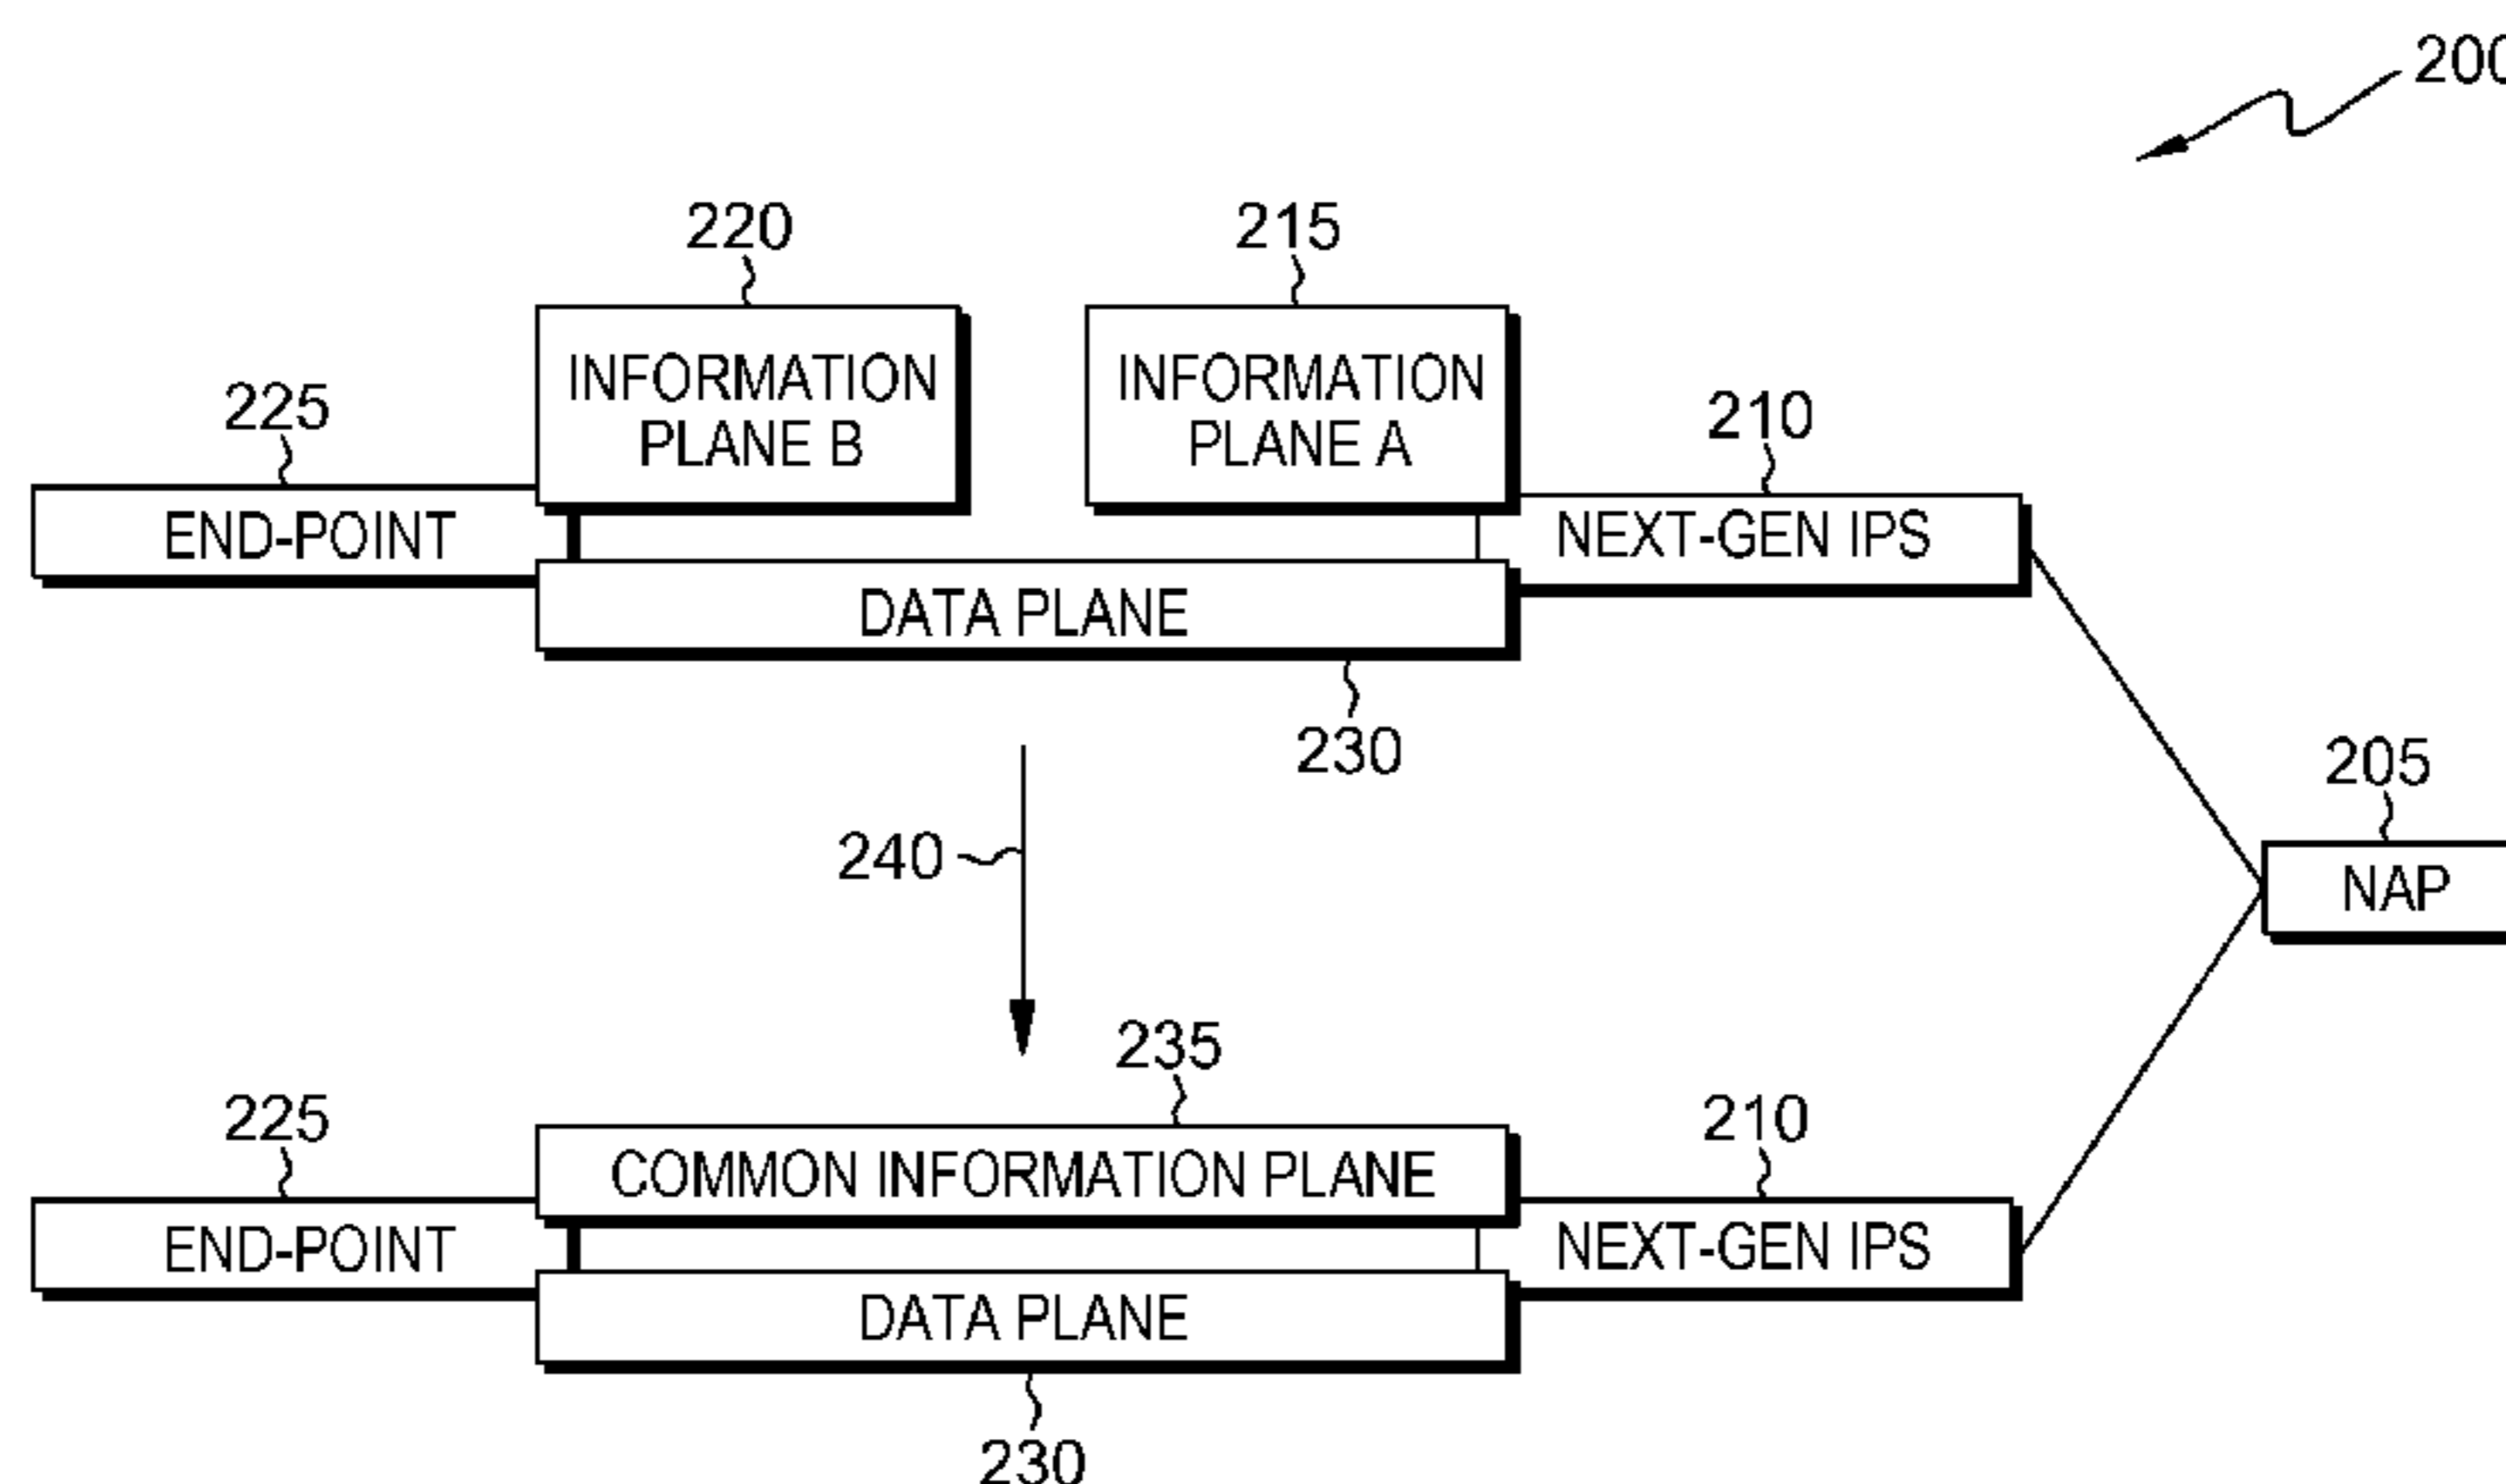 200
220
215
INFORMATION
PLANE B
INFORMATION
PLANE A
225
210
END-POINT
NEXT-GEN IPS
DATA PLANE
230
205
240
NAP
235
225
210
COMMON INFORMATION PLANE
END-POINT
NEXT-GEN IPS
DATA PLANE
230